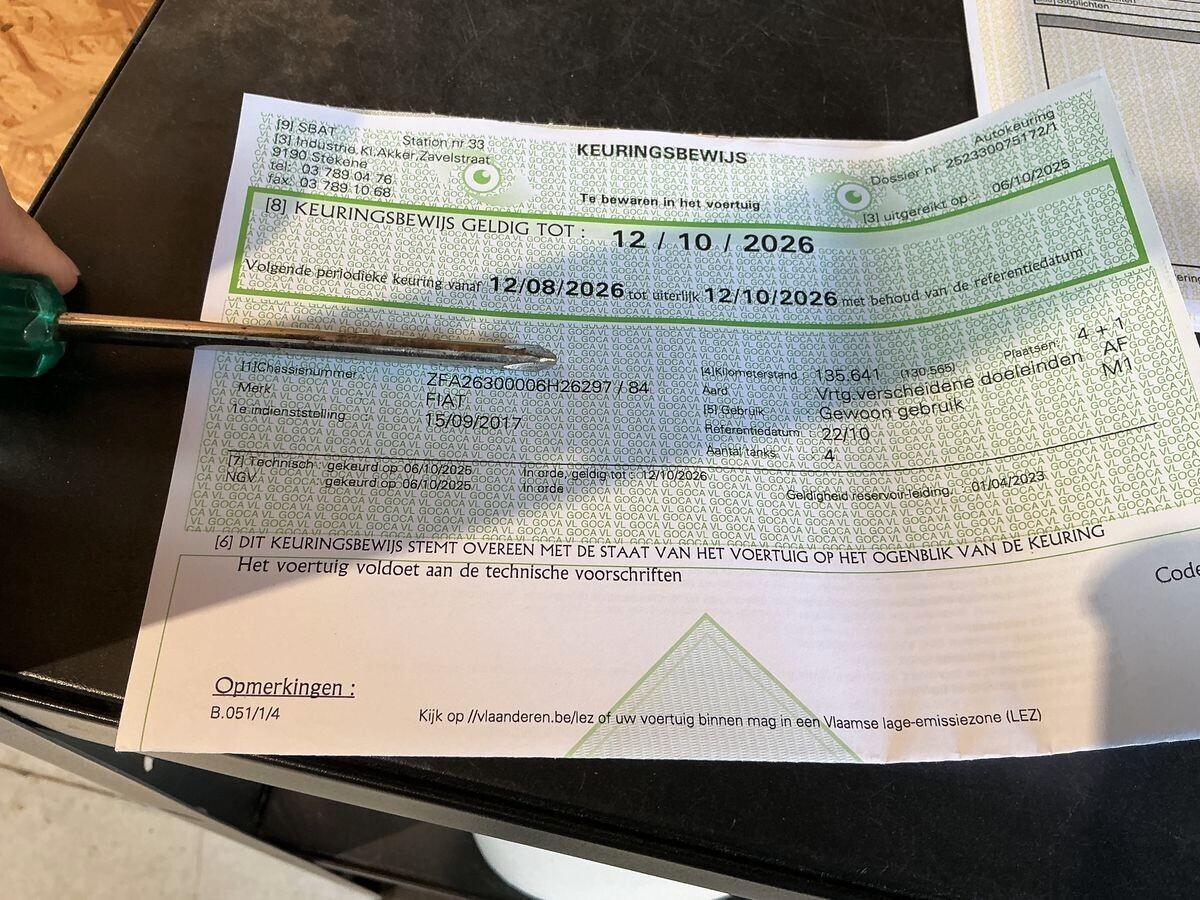 [9] SBAT
Station nr 33
[3] Industrie.Kl.Akker,Zavelstraat
9190 Stekene
tel: 03 789 04 76
fax: 03 789 10 68
KEURINGSBEWIJS
Te bewaren in het voertuig
Autokeuring
Dossier nr. 252330075172/1
[3] uitgereikt op : 06/10/2025
[8] KEURINGSBEWIJS GELDIG TOT : 12 / 10 / 2026
Volgende periodieke keuring vanaf 12/08/2026 tot uiterlijk 12/10/2026 met behoud van de referentiedatum
[1]Chassisnummer ZFA26300006H26297 / 84
Merk FIAT
1e indienststelling 15/09/2017
[4]Kilometerstand 135.641 (130.565) Plaatsen: 4 + 1
Aard Vrtg.verscheidene doeleinden AF
[5] Gebruik Gewoon gebruik M1
Referentiedatum 22/10
Aantal tanks 4
[7] Technisch : gekeurd op 06/10/2025 In orde, geldig tot : 12/10/2026
NGV gekeurd op 06/10/2025 In orde Geldigheid reservoir-leiding, 01/04/2023
[6] DIT KEURINGSBEWIJS STEMT OVEREEN MET DE STAAT VAN HET VOERTUIG OP HET OGENBLIK VAN DE KEURING
Het voertuig voldoet aan de technische voorschriften
Code
Opmerkingen :
B.051/1/4
Kijk op //vlaanderen.be/lez of uw voertuig binnen mag in een Vlaamse lage-emissiezone (LEZ)
Stoplichten